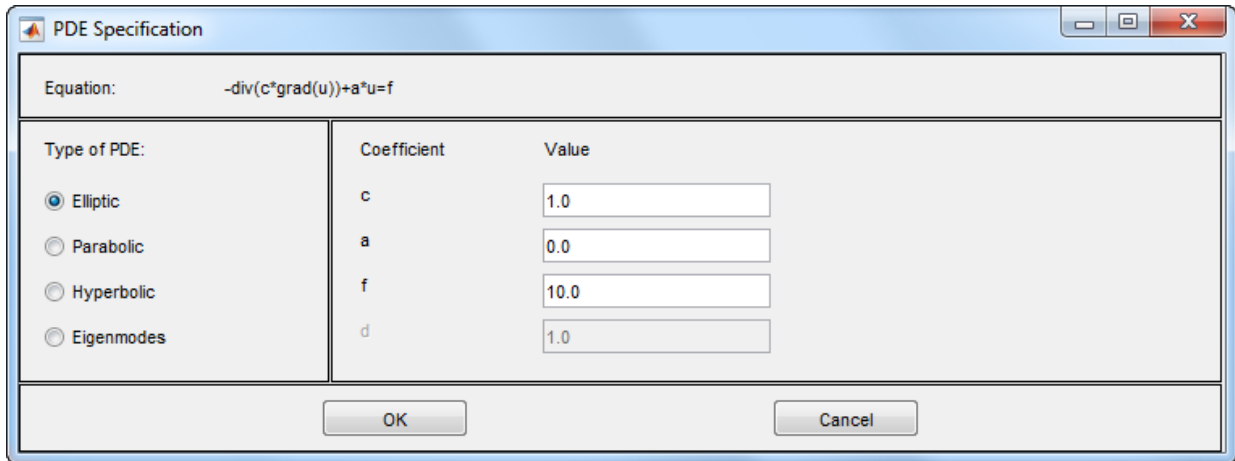 PDE Specification
Equation: -div(c*grad(u))+a*u=f
Type of PDE: Coefficient Value
Elliptic c 1.0
Parabolic a 0.0
Hyperbolic f 10.0
Eigenmodes d 1.0
OK Cancel